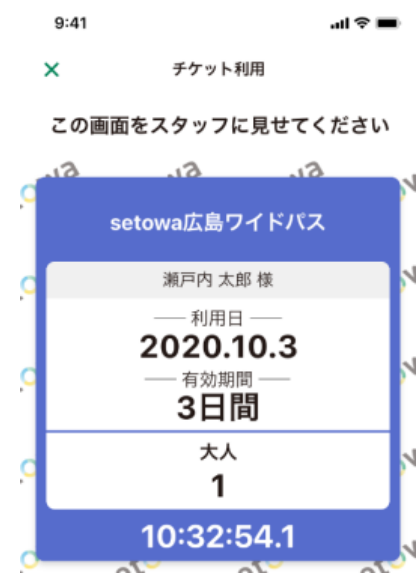 9:41
チケット利用
この画面をスタッフに見せてください
setowa広島ワイドパス
瀬戸内 太郎 様
利用日
2020.10.3
有効期間
3日間
大人
1
10:32:54.1